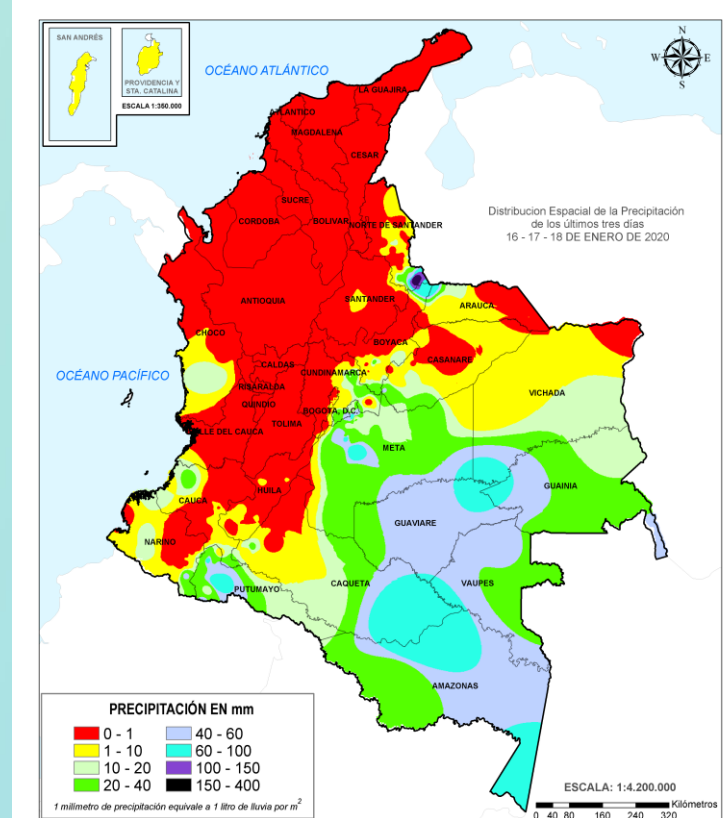 SAN ANDRÉS
PROVIDENCIA Y
STA. CATALINA
ESCALA 1:350.000
OCÉANO ATLÁNTICO
N
W E
S
LA GUAJIRA
ATLANTICO
MAGDALENA
CESAR
SUCRE
CORDOBA
BOLIVAR
NORTE DE SANTANDER
Distribucion Espacial de la Precipitación
de los últimos tres días
16 - 17 - 18 DE ENERO DE 2020
ANTIOQUIA
SANTANDER
ARAUCA
CHOCO
BOYACA
CASANARE
OCÉANO PACÍFICO
CALDAS
CUNDINAMARCA
RISARALDA
VICHADA
QUINDIO
BOGOTA, D.C.
TOLIMA
VALLE DEL CAUCA
META
GUAINIA
HUILA
CAUCA
GUAVIARE
NARIÑO
CAQUETA
VAUPES
PUTUMAYO
AMAZONAS
PRECIPITACIÓN EN mm
0 - 1
1 - 10
10 - 20
20 - 40
40 - 60
60 - 100
100 - 150
150 - 400
1 milimetro de precipitación equivale a 1 litro de lluvia por m²
ESCALA: 1:4.200.000
Kilómetros
0 40 80 160 240 320